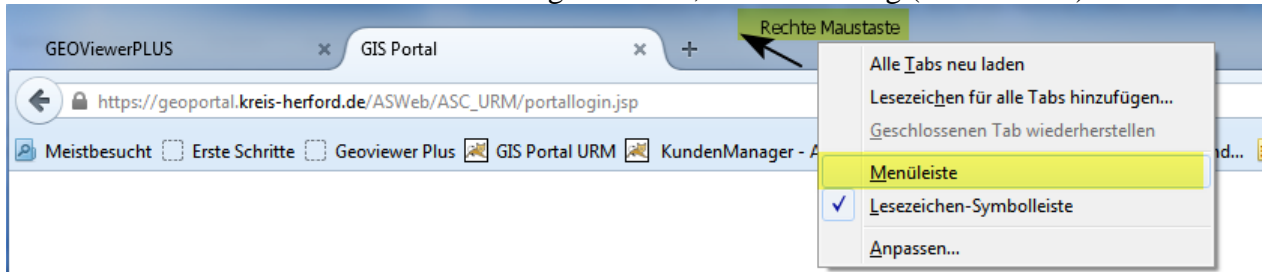 Rechte Maustaste
GEOViewerPLUS × GIS Portal × +
https://geoportal.kreis-herford.de/ASWeb/ASC_URM/portallogin.jsp
Meistbesucht Erste Schritte Geoviewer Plus GIS Portal URM KundenManager - A
Alle Tabs neu laden
Lesezeichen für alle Tabs hinzufügen...
Geschlossenen Tab wiederherstellen
Menüleiste
✓ Lesezeichen-Symbolleiste
Anpassen...